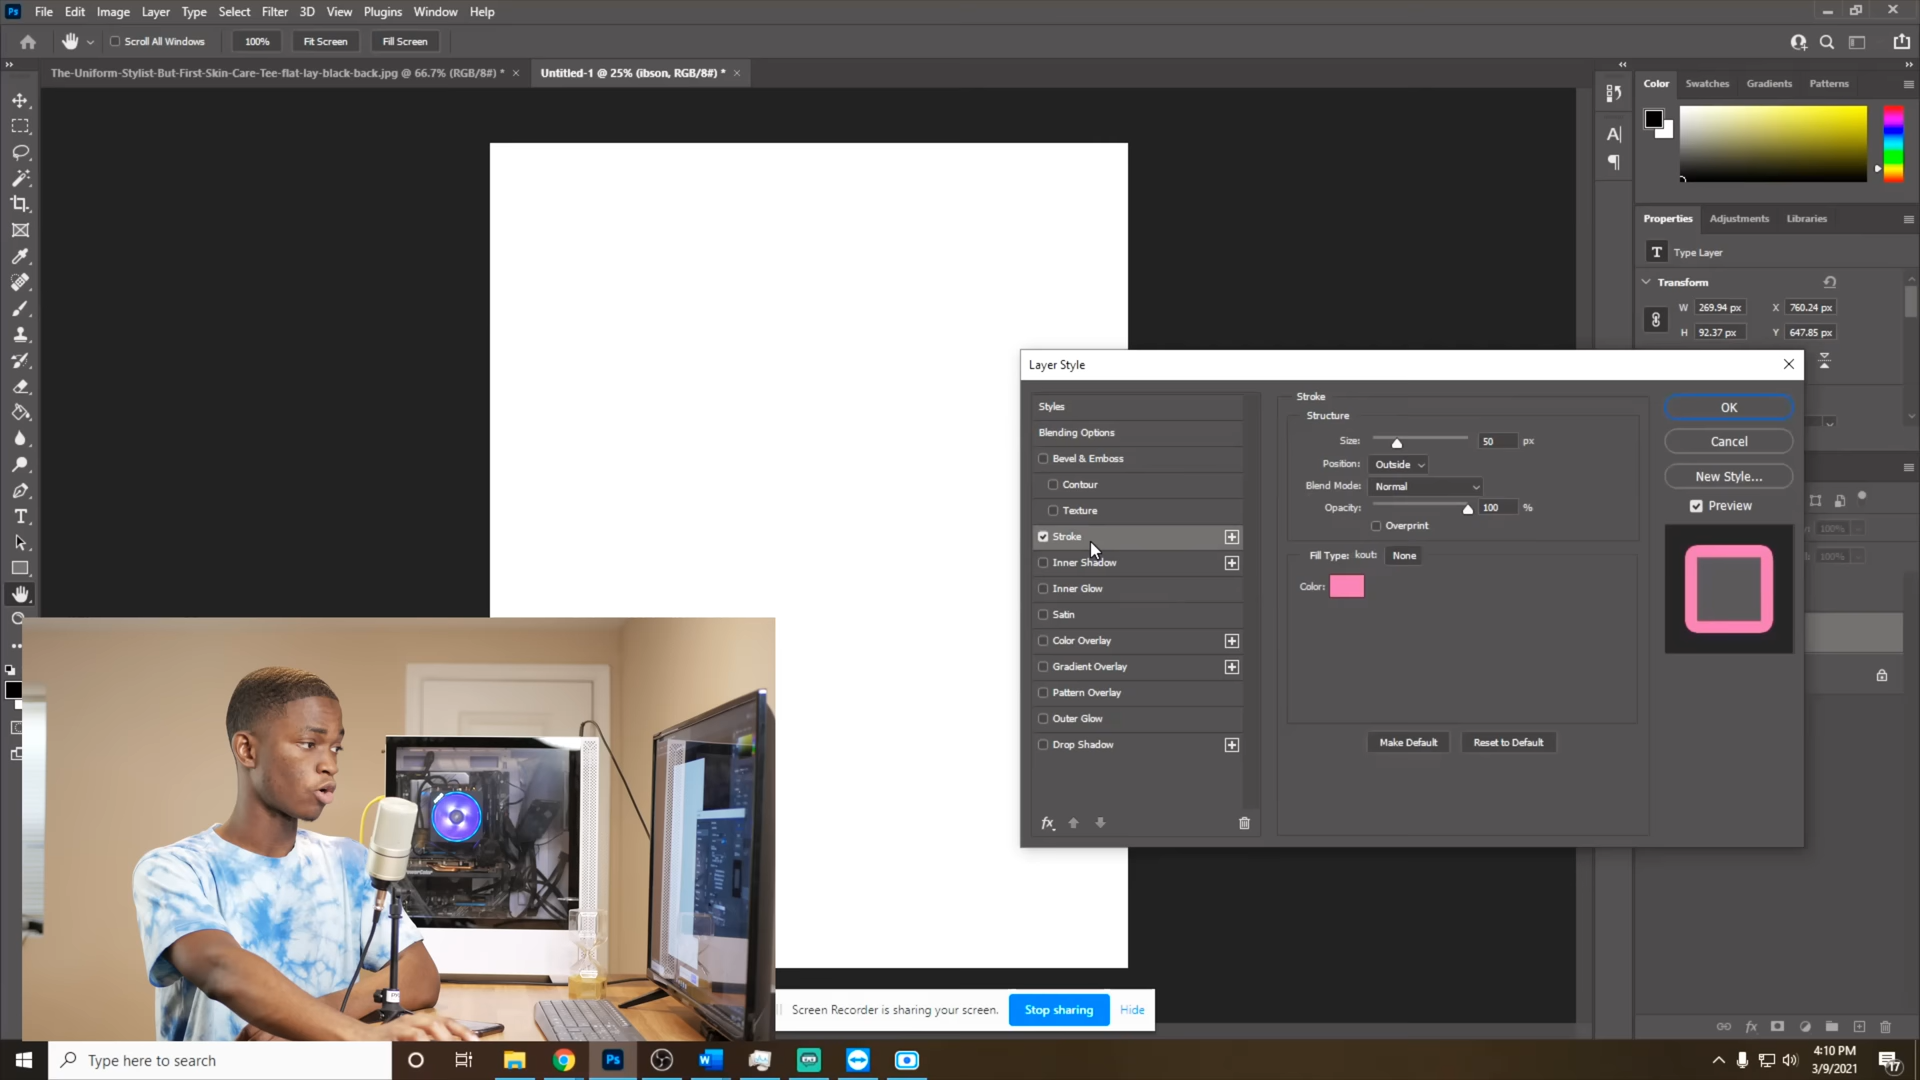 Ps File Edit Image Layer Type Select Filter 3D View Plugins Window Help
Scroll All Windows 100% Fit Screen Fill Screen
The-Uniform-Stylist-But-First-Skin-Care-Tee-flat-lay-black-back.jpg @ 66.7% (RGB/8#) * × Untitled-1 @ 25% (ibson, RGB/8#) * ×
Color Swatches Gradients Patterns
Properties Adjustments Libraries
T Type Layer
Transform
W 269.94 px X 760.24 px
H 92.37 px Y 647.85 px
Layer Style
Styles
Blending Options
Bevel & Emboss
Contour
Texture
Stroke
Inner Shadow
Inner Glow
Satin
Color Overlay
Gradient Overlay
Pattern Overlay
Outer Glow
Drop Shadow
fx
Stroke
Structure
Size: 50 px
Position: Outside
Blend Mode: Normal
Opacity: 100 %
Overprint
Fill Type: kout: None
Color:
Make Default Reset to Default
OK
Cancel
New Style...
Preview
100%
100%
fx
Screen Recorder is sharing your screen. Stop sharing Hide
Type here to search
Ps
4:10 PM
3/9/2021
17